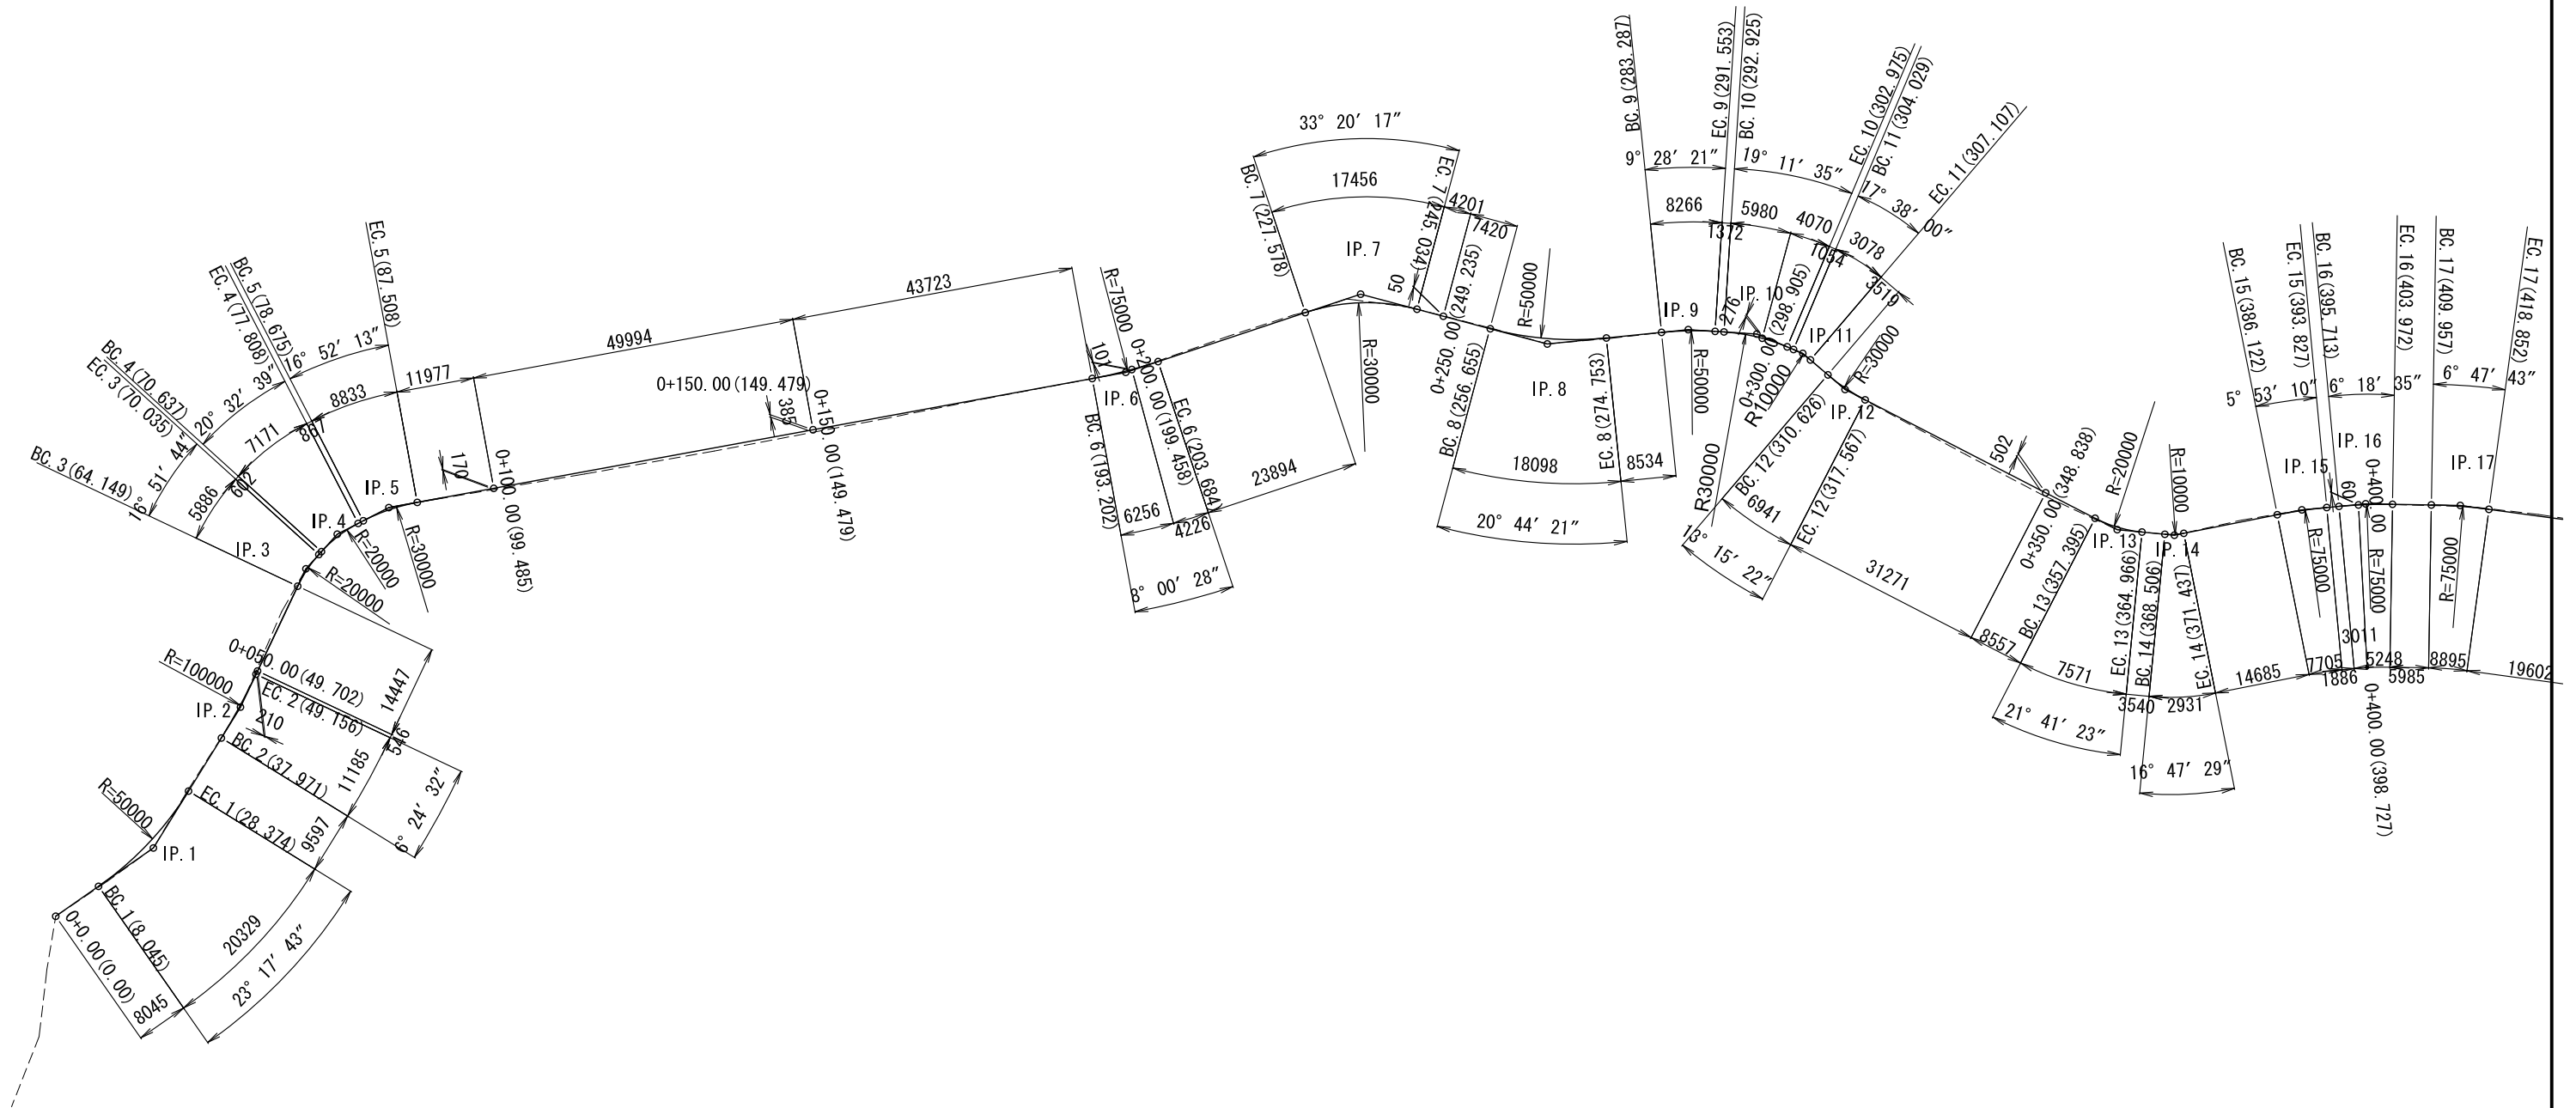 0+0.00(0.00)
8045
BC.1(8.045)
20329
23° 17′ 43″
IP.1
R=50000
EC.1(28.374)
9597
BC.2(37.971)
11185
6° 24′ 32″
IP.2
R=100000
210
EC.2(49.156)
546
0+050.00(49.702)
14447
BC.3(64.149)
16° 51′ 44″
5886
IP.3
R=20000
EC.3(70.035)
602
BC.4(70.637)
20° 32′ 39″
7171
IP.4
R=20000
EC.4(77.808)
867
BC.5(78.675)
16° 52′ 13″
8833
IP.5
R=30000
EC.5(87.508)
11977
170
0+100.00(99.485)
49994
0+150.00(149.479)
385
0+150.00(149.479)
43723
101
BC.6(193.202)
IP.6
R=75000
6256
0+200.00(199.458)
4226
8° 00′ 28″
EC.6(203.684)
23894
BC.7(227.578)
33° 20′ 17″
17456
IP.7
R=30000
EC.7(245.034)
50
4201
0+250.00(249.235)
7420
BC.8(256.655)
R=50000
IP.8
18098
20° 44′ 21″
EC.8(274.753)
8534
BC.9(283.287)
9° 28′ 21″
8266
IP.9
R=50000
EC.9(291.553)
1372
BC.10(292.925)
19° 11′ 35″
5980
276
IP.10
R30000
0+300.00(298.905)
4070
EC.10(302.975)
1054
BC.11(304.029)
17° 38′ 00″
3078
IP.11
R10000
EC.11(307.107)
3519
BC.12(310.626)
6941
13° 15′ 22″
IP.12
R=30000
EC.12(317.567)
31271
502
0+350.00(348.838)
8557
BC.13(357.395)
7571
21° 41′ 23″
IP.13
R=20000
EC.13(364.966)
3540
BC.14(368.506)
2931
16° 47′ 29″
IP.14
R=10000
EC.14(371.437)
14685
BC.15(386.122)
5° 53′ 10″
7705
IP.15
R=75000
EC.15(393.827)
1886
BC.16(395.713)
6° 18′ 35″
3011
60
IP.16
0+400.00
R=75000
0+400.00(398.727)
5248
EC.16(403.972)
5985
BC.17(409.957)
6° 47′ 43″
8895
IP.17
R=75000
EC.17(418.852)
19602